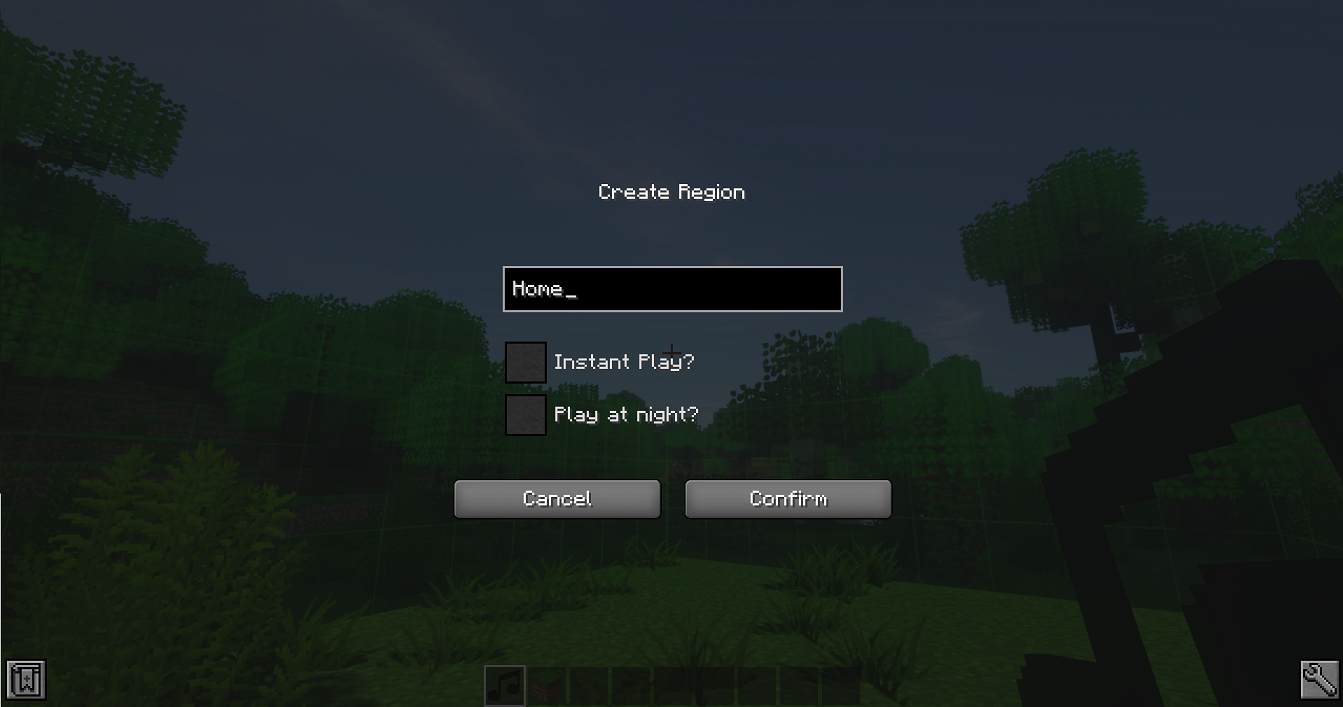 Create Region
Home_
Instant Play?
Play at night?
Cancel
Confirm